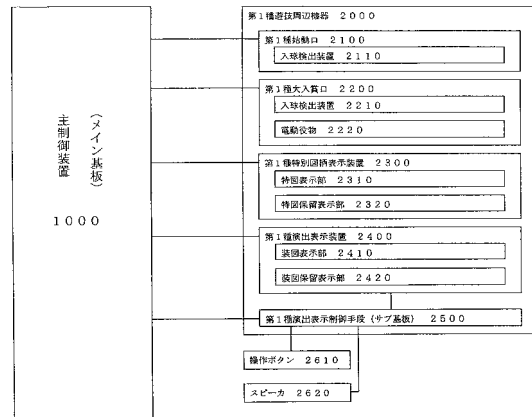 主制御装置
（メイン基板）
1000
第1種遊技周辺機器 2000
第1種始動口 2100
入球検出装置 2110
第1種大入賞口 2200
入球検出装置 2210
電動役物 2220
第1種特別図柄表示装置 2300
特図表示部 2310
特図保留表示部 2320
第1種演出表示装置 2400
装図表示部 2410
装図保留表示部 2420
第1種演出表示制御手段（サブ基板） 2500
操作ボタン 2610
スピーカ 2620